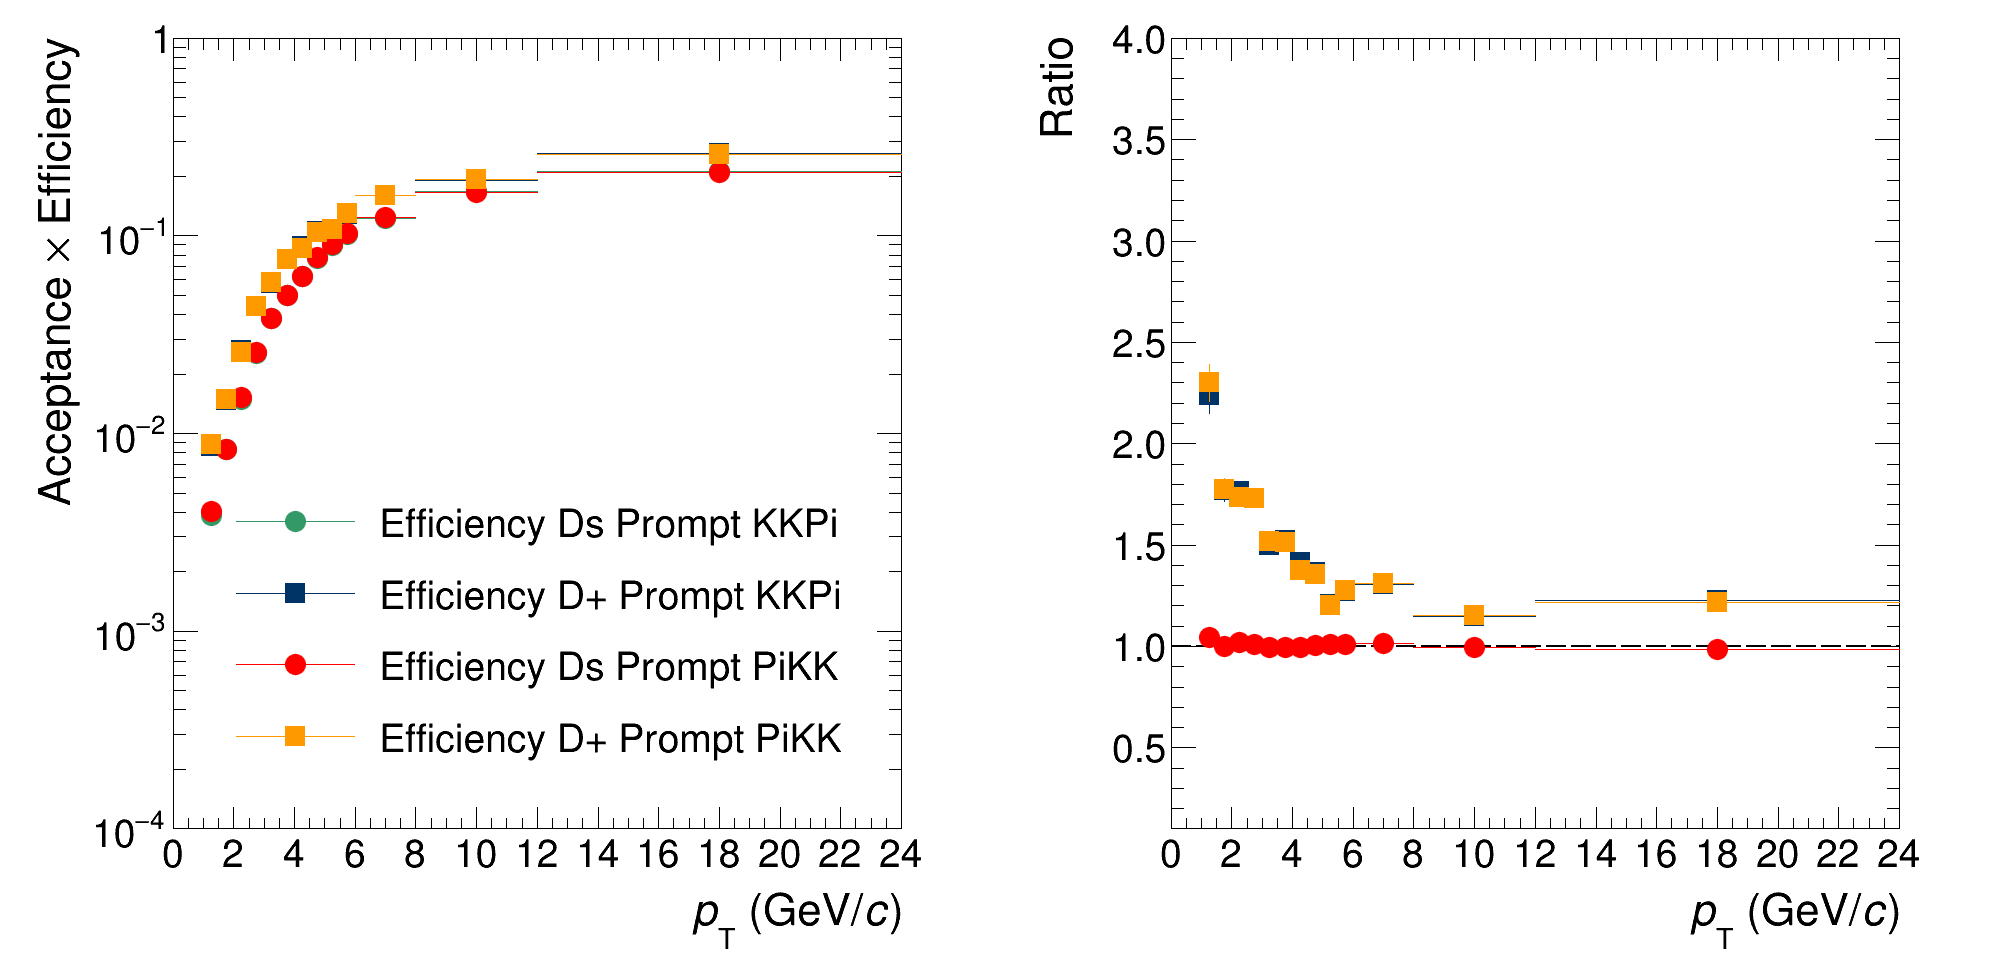 Acceptance × Efficiency
1
10⁻¹
10⁻²
10⁻³
10⁻⁴
Efficiency Ds Prompt KKPi
Efficiency D+ Prompt KKPi
Efficiency Ds Prompt PiKK
Efficiency D+ Prompt PiKK
0 2 4 6 8 10 12 14 16 18 20 22 24
p_T (GeV/c)
Ratio
4.0
3.5
3.0
2.5
2.0
1.5
1.0
0.5
0 2 4 6 8 10 12 14 16 18 20 22 24
p_T (GeV/c)